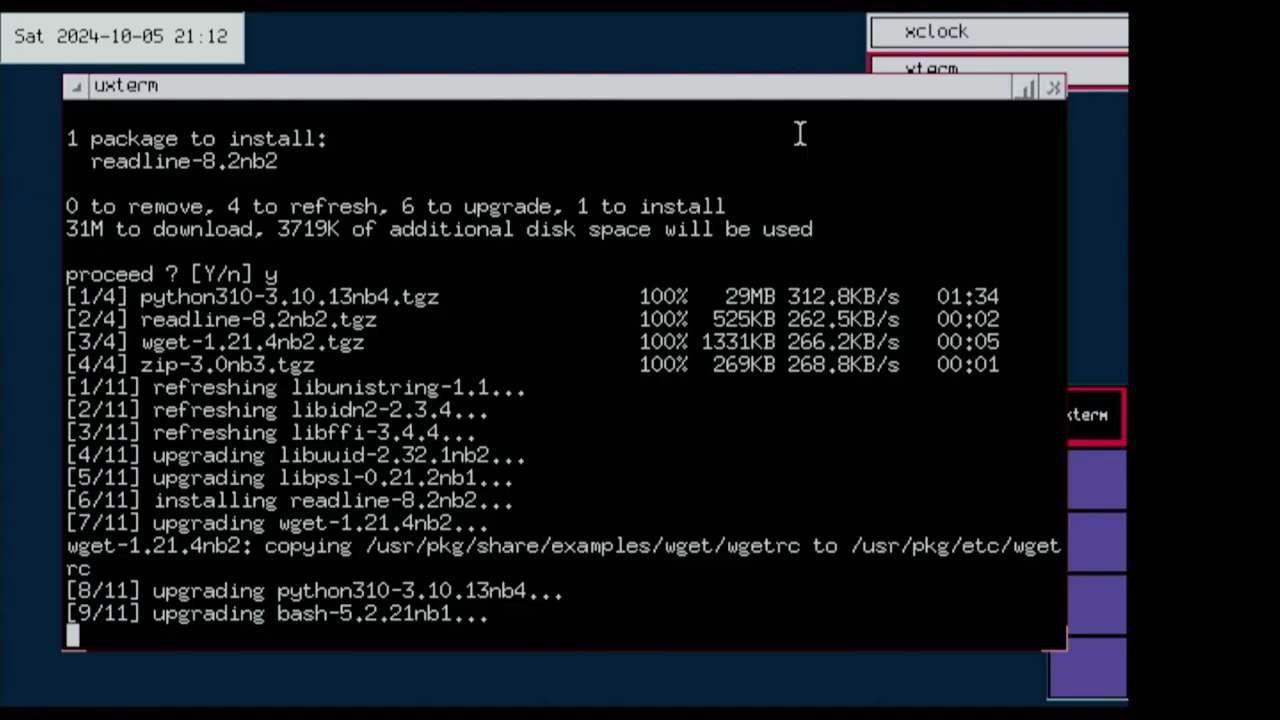 Sat 2024-10-05 21:12
xclock
xterm
uxterm
1 package to install:
readline-8.2nb2
0 to remove, 4 to refresh, 6 to upgrade, 1 to install
31M to download, 3719K of additional disk space will be used
proceed ? [Y/n] y
[1/4] python310-3.10.13nb4.tgz 100% 29MB 312.8KB/s 01:34
[2/4] readline-8.2nb2.tgz 100% 525KB 262.5KB/s 00:02
[3/4] wget-1.21.4nb2.tgz 100% 1331KB 266.2KB/s 00:05
[4/4] zip-3.0nb3.tgz 100% 269KB 268.8KB/s 00:01
[1/11] refreshing libunistring-1.1...
[2/11] refreshing libidn2-2.3.4...
[3/11] refreshing libffi-3.4.4...
xterm
[4/11] upgrading libuuid-2.32.1nb2...
[5/11] upgrading libpsl-0.21.2nb1...
[6/11] installing readline-8.2nb2...
[7/11] upgrading wget-1.21.4nb2...
wget-1.21.4nb2: copying /usr/pkg/share/examples/wget/wgetrc to /usr/pkg/etc/wget
rc
[8/11] upgrading python310-3.10.13nb4...
[9/11] upgrading bash-5.2.21nb1...